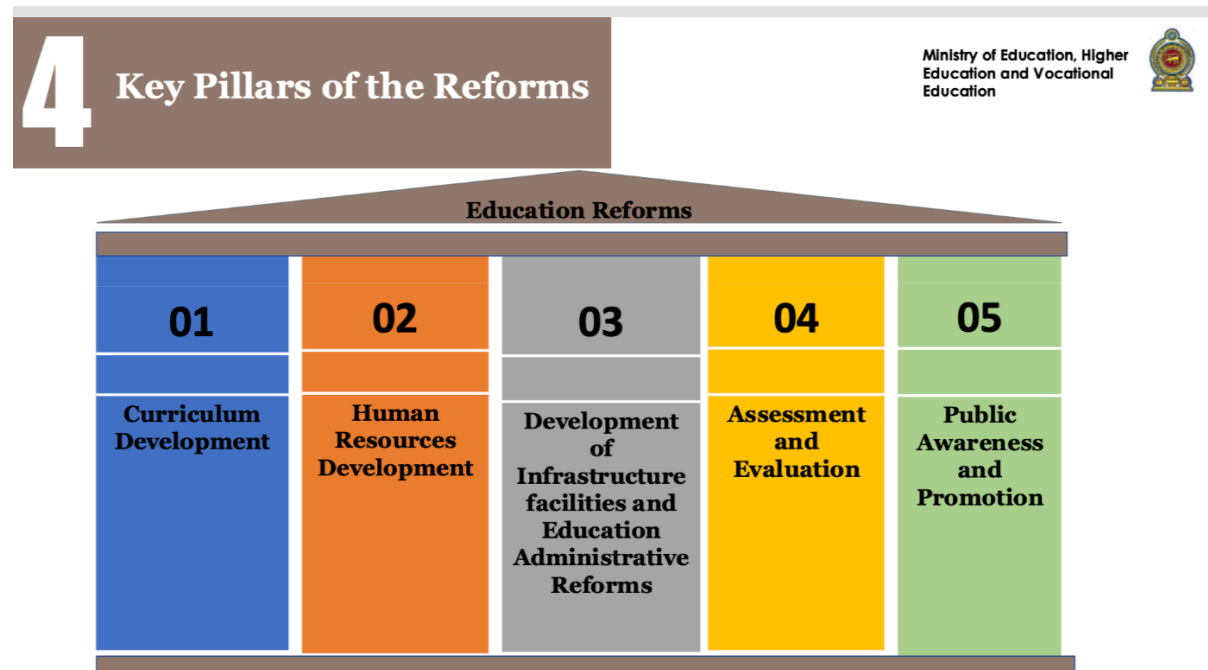 4 Key Pillars of the Reforms
Ministry of Education, Higher
Education and Vocational
Education
Education Reforms
01
Curriculum
Development
02
Human
Resources
Development
03
Development
of
Infrastructure
facilities and
Education
Administrative
Reforms
04
Assessment
and
Evaluation
05
Public
Awareness
and
Promotion